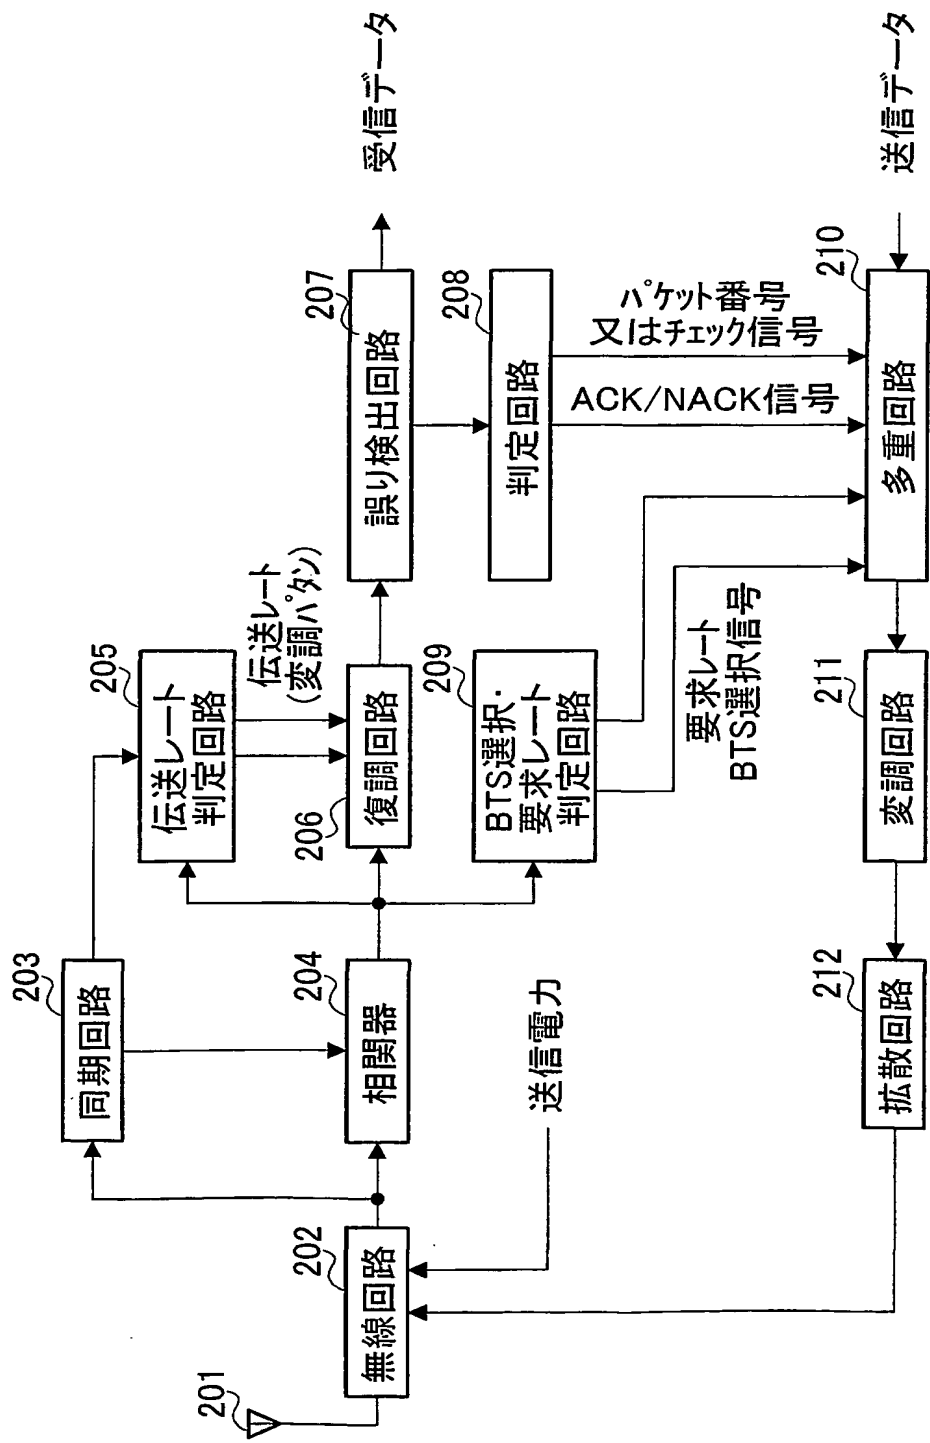 201
202
無線回路
203
同期回路
204
相関器
205
伝送レート
判定回路
伝送レート
(変調パタン)
206
復調回路
207
誤り検出回路
受信データ
208
判定回路
パケット番号
又はチェック信号
ACK/NACK信号
209
BTS選択・
要求レート
判定回路
要求レート
BTS選択信号
送信電力
210
多重回路
送信データ
211
変調回路
212
拡散回路